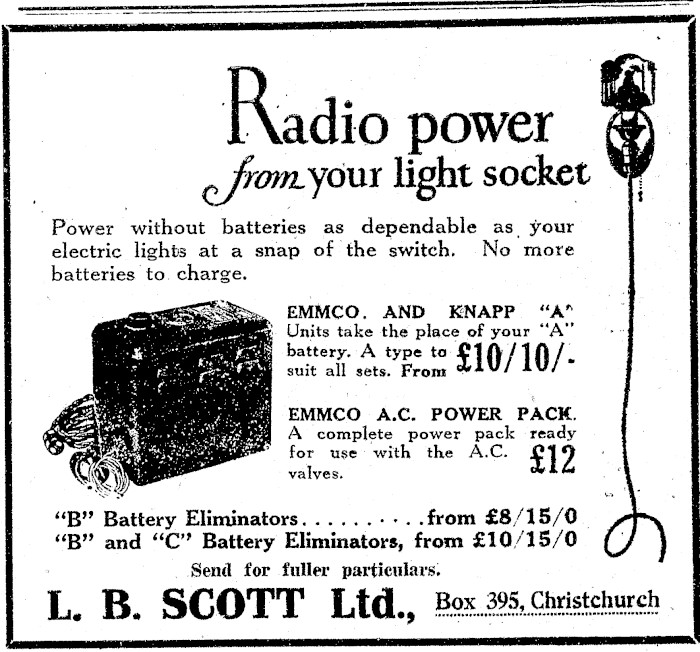 Radio power
from your light socket
Power without batteries as dependable as your
electric lights at a snap of the switch. No more
batteries to charge.
EMMCO. AND KNAPP "A"
Units take the place of your "A"
battery. A type to
suit all sets. From £10/10/-
EMMCO A.C. POWER PACK.
A complete power pack ready
for use with the A.C.
valves. £12
"B" Battery Eliminators..........from £8/15/0
"B" and "C" Battery Eliminators, from £10/15/0
Send for fuller particulars.
L. B. SCOTT Ltd., Box 395, Christchurch